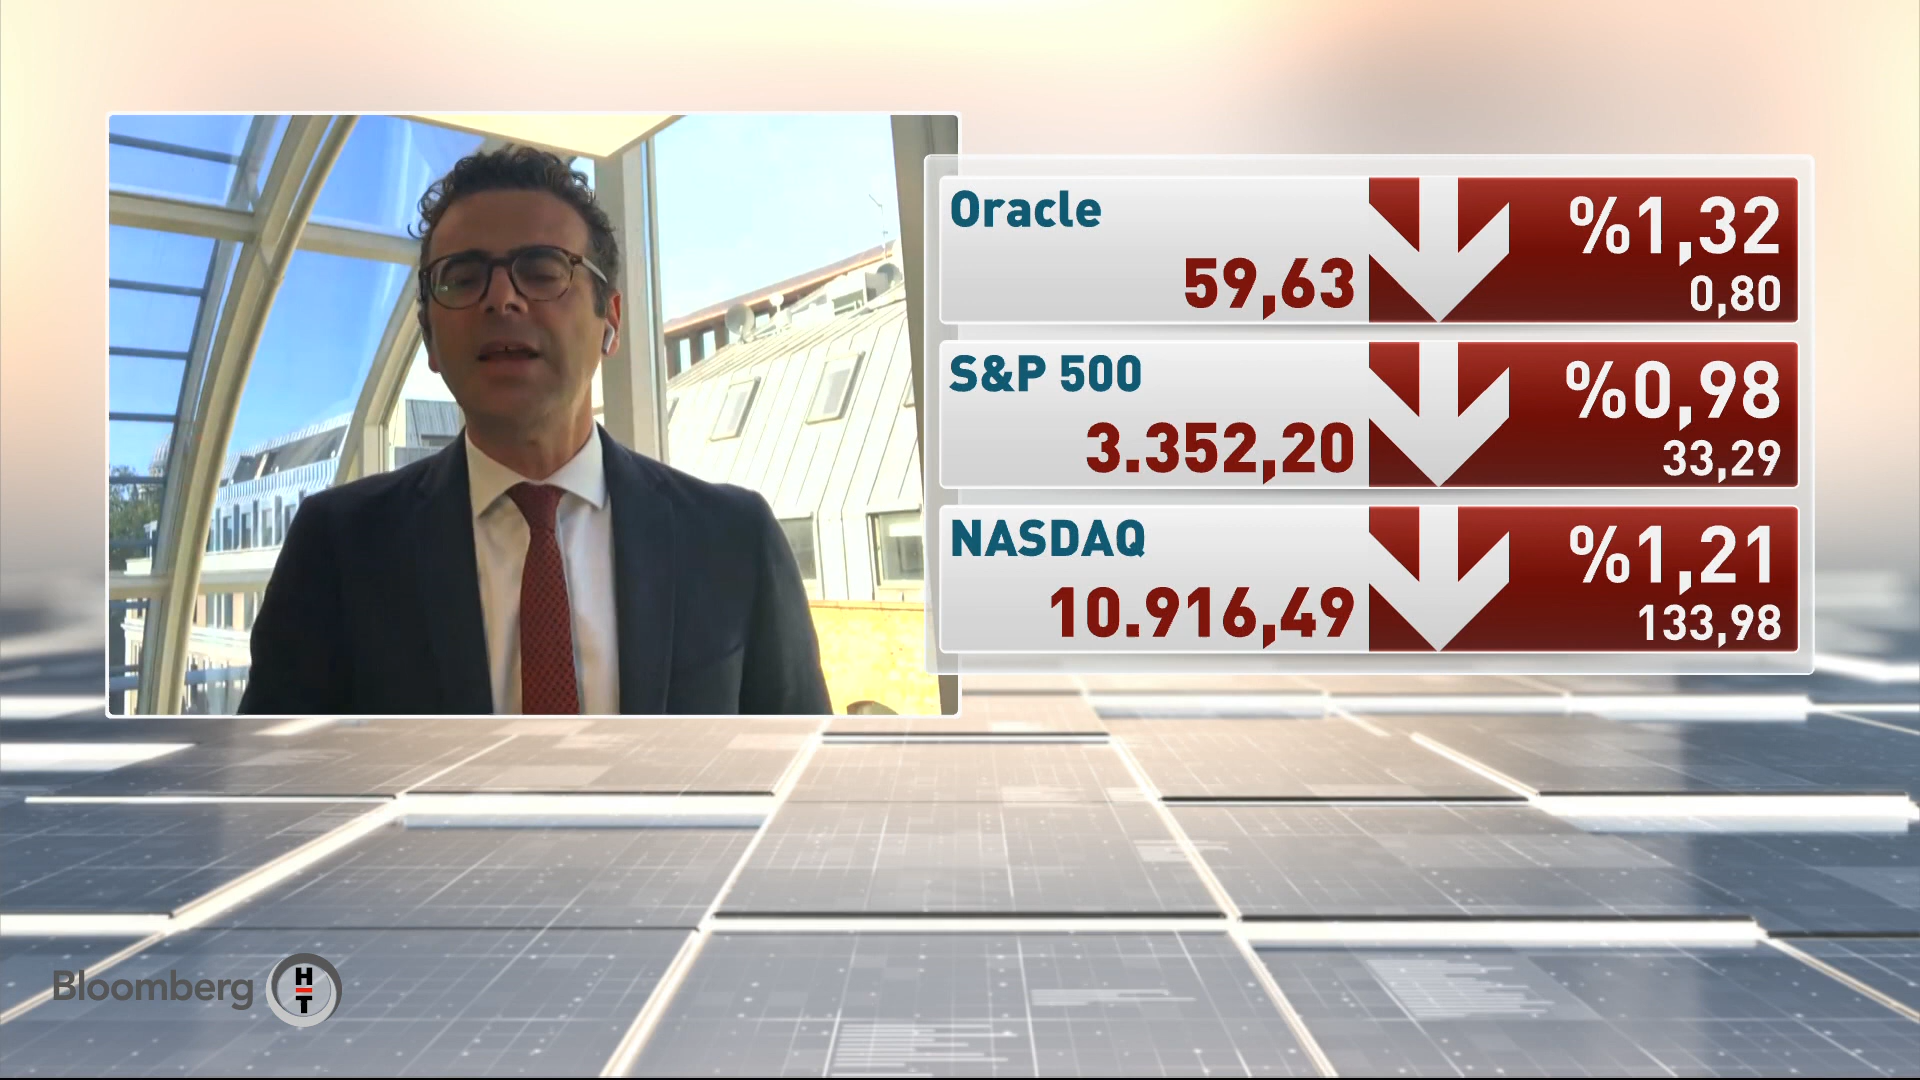 Oracle
59,63
%1,32
0,80
S&P 500
3.352,20
%0,98
33,29
NASDAQ
10.916,49
%1,21
133,98
Bloomberg HT